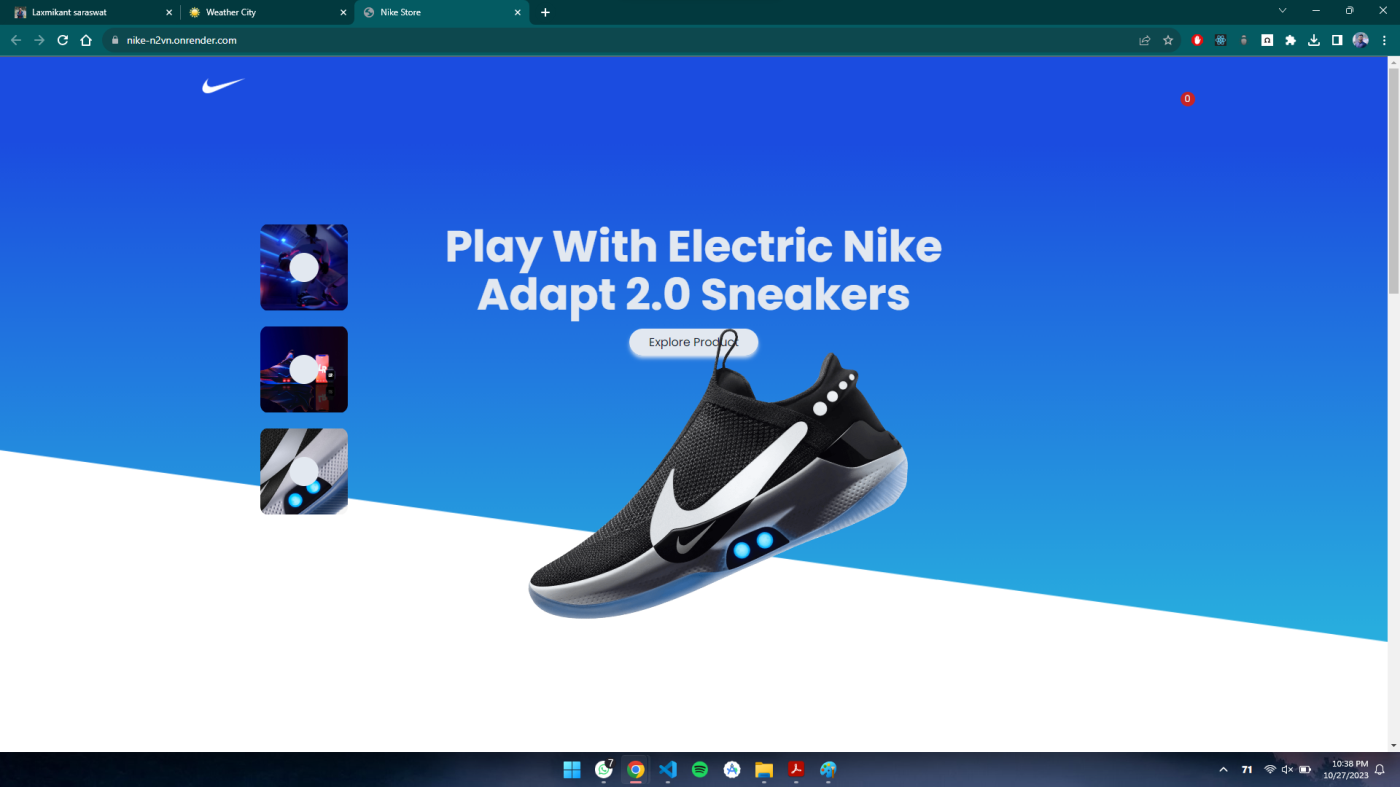 Laxmikant saraswat
Weather City
Nike Store
nike-n2vn.onrender.com
0
Play With Electric Nike
Adapt 2.0 Sneakers
Explore Product
7
71
10:38 PM
10/27/2023